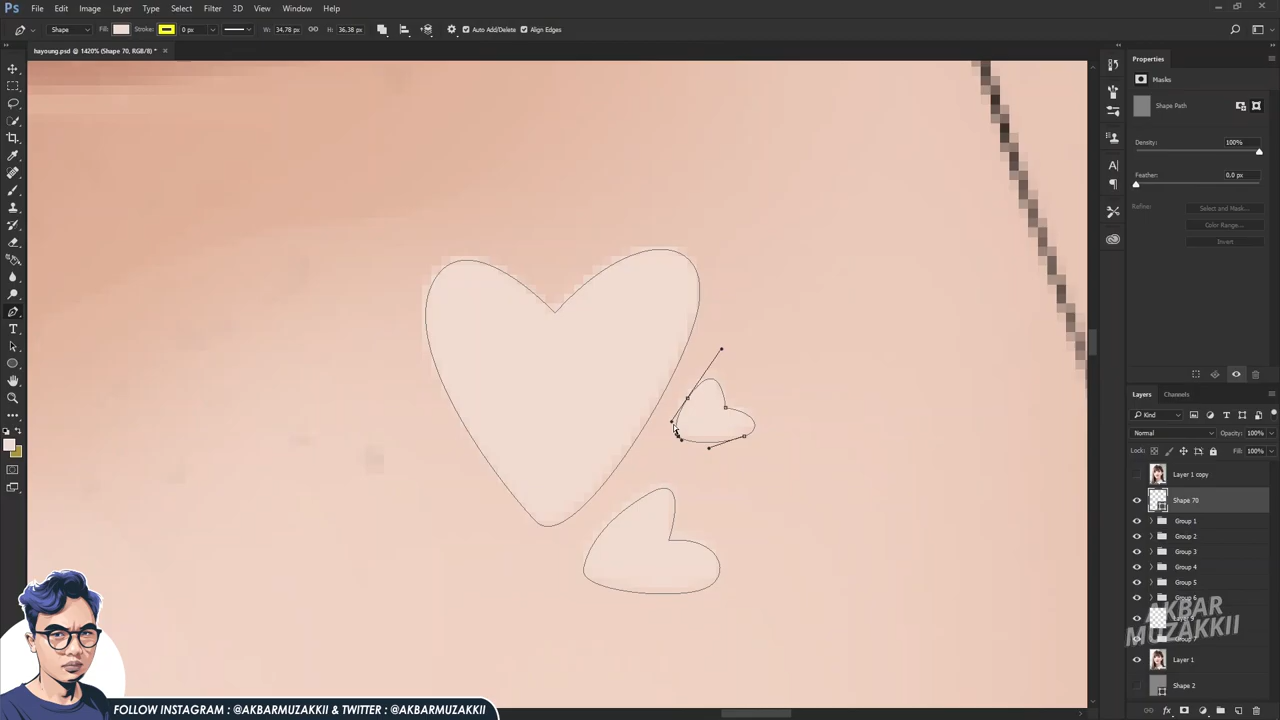 Ps File Edit Image Layer Type Select Filter 3D View Window Help
Shape Fill: Stroke: 0 px W: 34.78 px H: 36.38 px Auto Add/Delete Align Edges
hayoung.psd @ 1420% (Shape 70, RGB/8) *
Properties
Masks
Shape Path
Density: 100%
Feather: 0.0 px
Refine: Select and Mask...
Color Range...
Invert
Layers Channels
Kind
Normal Opacity: 100%
Lock: Fill: 100%
Layer 1 copy
Shape 70
Group 1
Group 2
Group 3
Group 4
Group 5
Group 6
AKBAR
MUZAKKII
Layer 1
Shape 2
FOLLOW INSTAGRAM : @AKBARMUZAKKII & TWITTER : @AKBARMUZAKKII